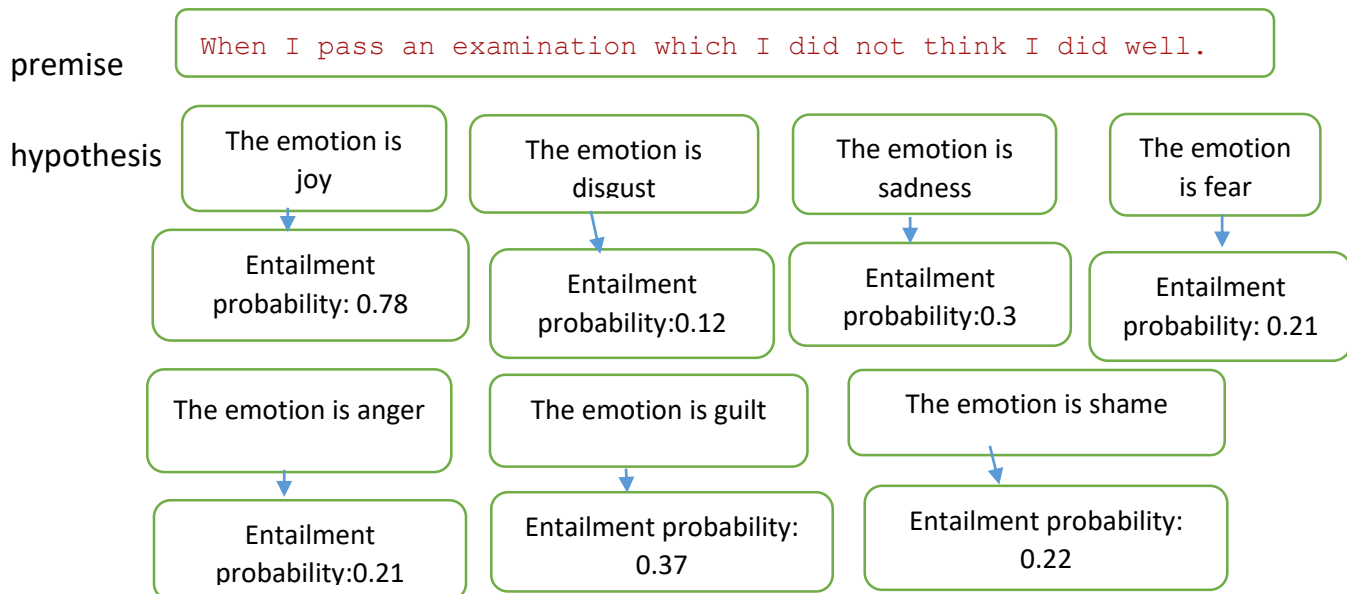 premise
When I pass an examination which I did not think I did well.
hypothesis
The emotion is
joy
The emotion is
disgust
The emotion is
sadness
The emotion
is fear
Entailment
probability: 0.78
Entailment
probability:0.12
Entailment
probability:0.3
Entailment
probability: 0.21
The emotion is anger
The emotion is guilt
The emotion is shame
Entailment
probability:0.21
Entailment probability:
0.37
Entailment probability:
0.22